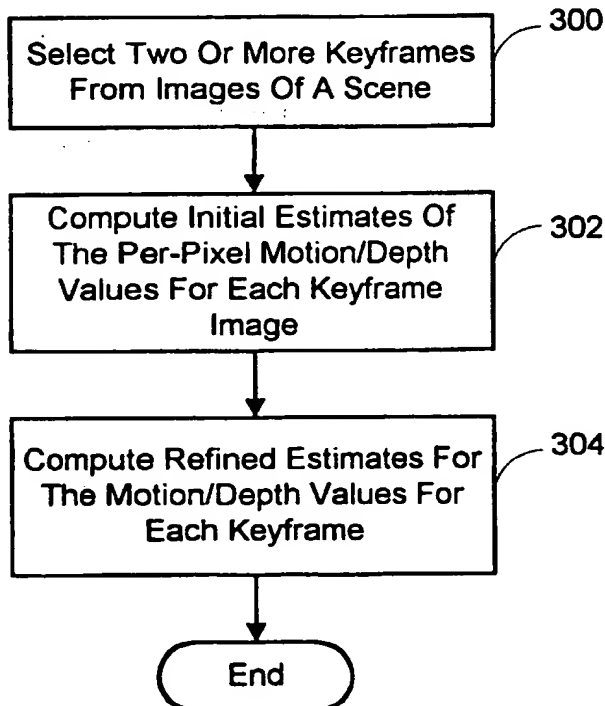 300
Select Two Or More Keyframes
From Images Of A Scene
302
Compute Initial Estimates Of
The Per-Pixel Motion/Depth
Values For Each Keyframe
Image
304
Compute Refined Estimates For
The Motion/Depth Values For
Each Keyframe
End